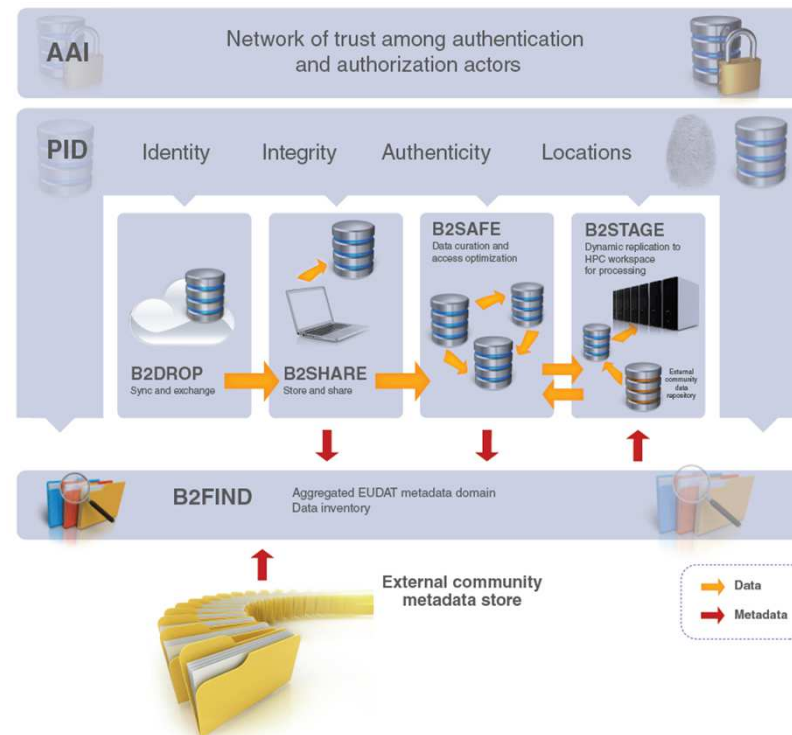 AAI
Network of trust among authentication
and authorization actors
PID
Identity
Integrity
Authenticity
Locations
B2DROP
Sync and exchange
B2SHARE
Store and share
B2SAFE
Data curation and
access optimization
B2STAGE
Dynamic replication to
HPC workspace
for processing
External
community
data
repository
B2FIND
Aggregated EUDAT metadata domain
Data inventory
External community
metadata store
Data
Metadata